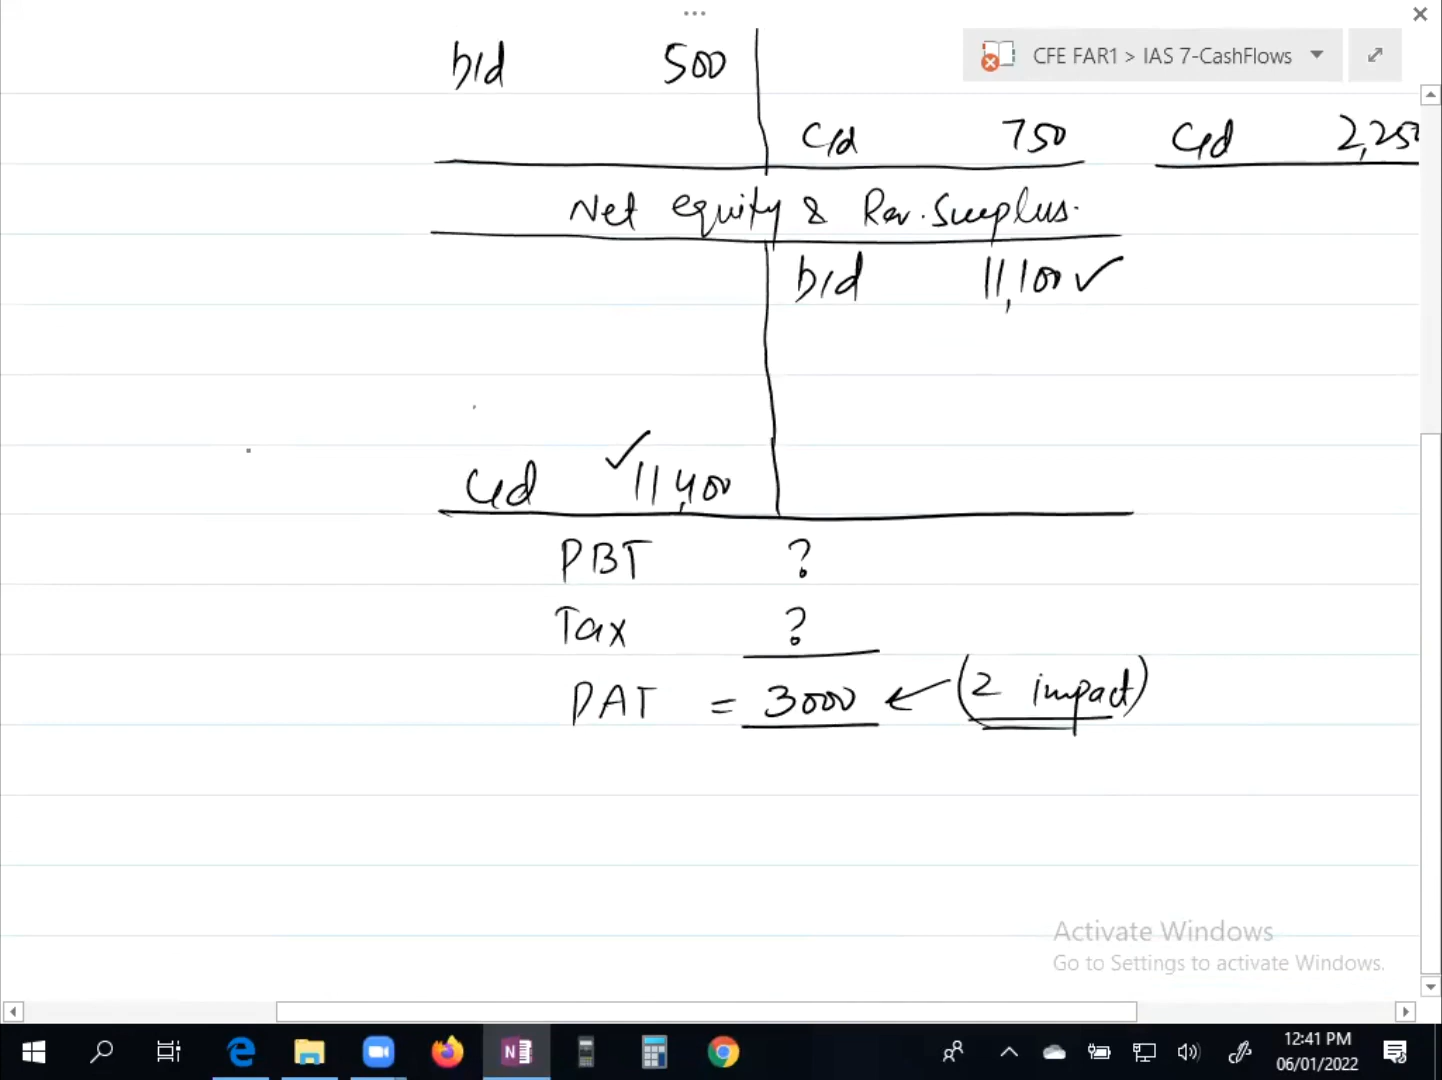 b/d 500
CFE FAR1 > IAS 7-CashFlows
C/d 750 C/d 2,250
Net equity & Rev. Surplus.
b/d 11,100 ✓
C/d ✓ 11,400
PBT ?
Tax ?
PAT = 3000 ← (2 impact)
Activate Windows
Go to Settings to activate Windows.
12:41 PM
06/01/2022